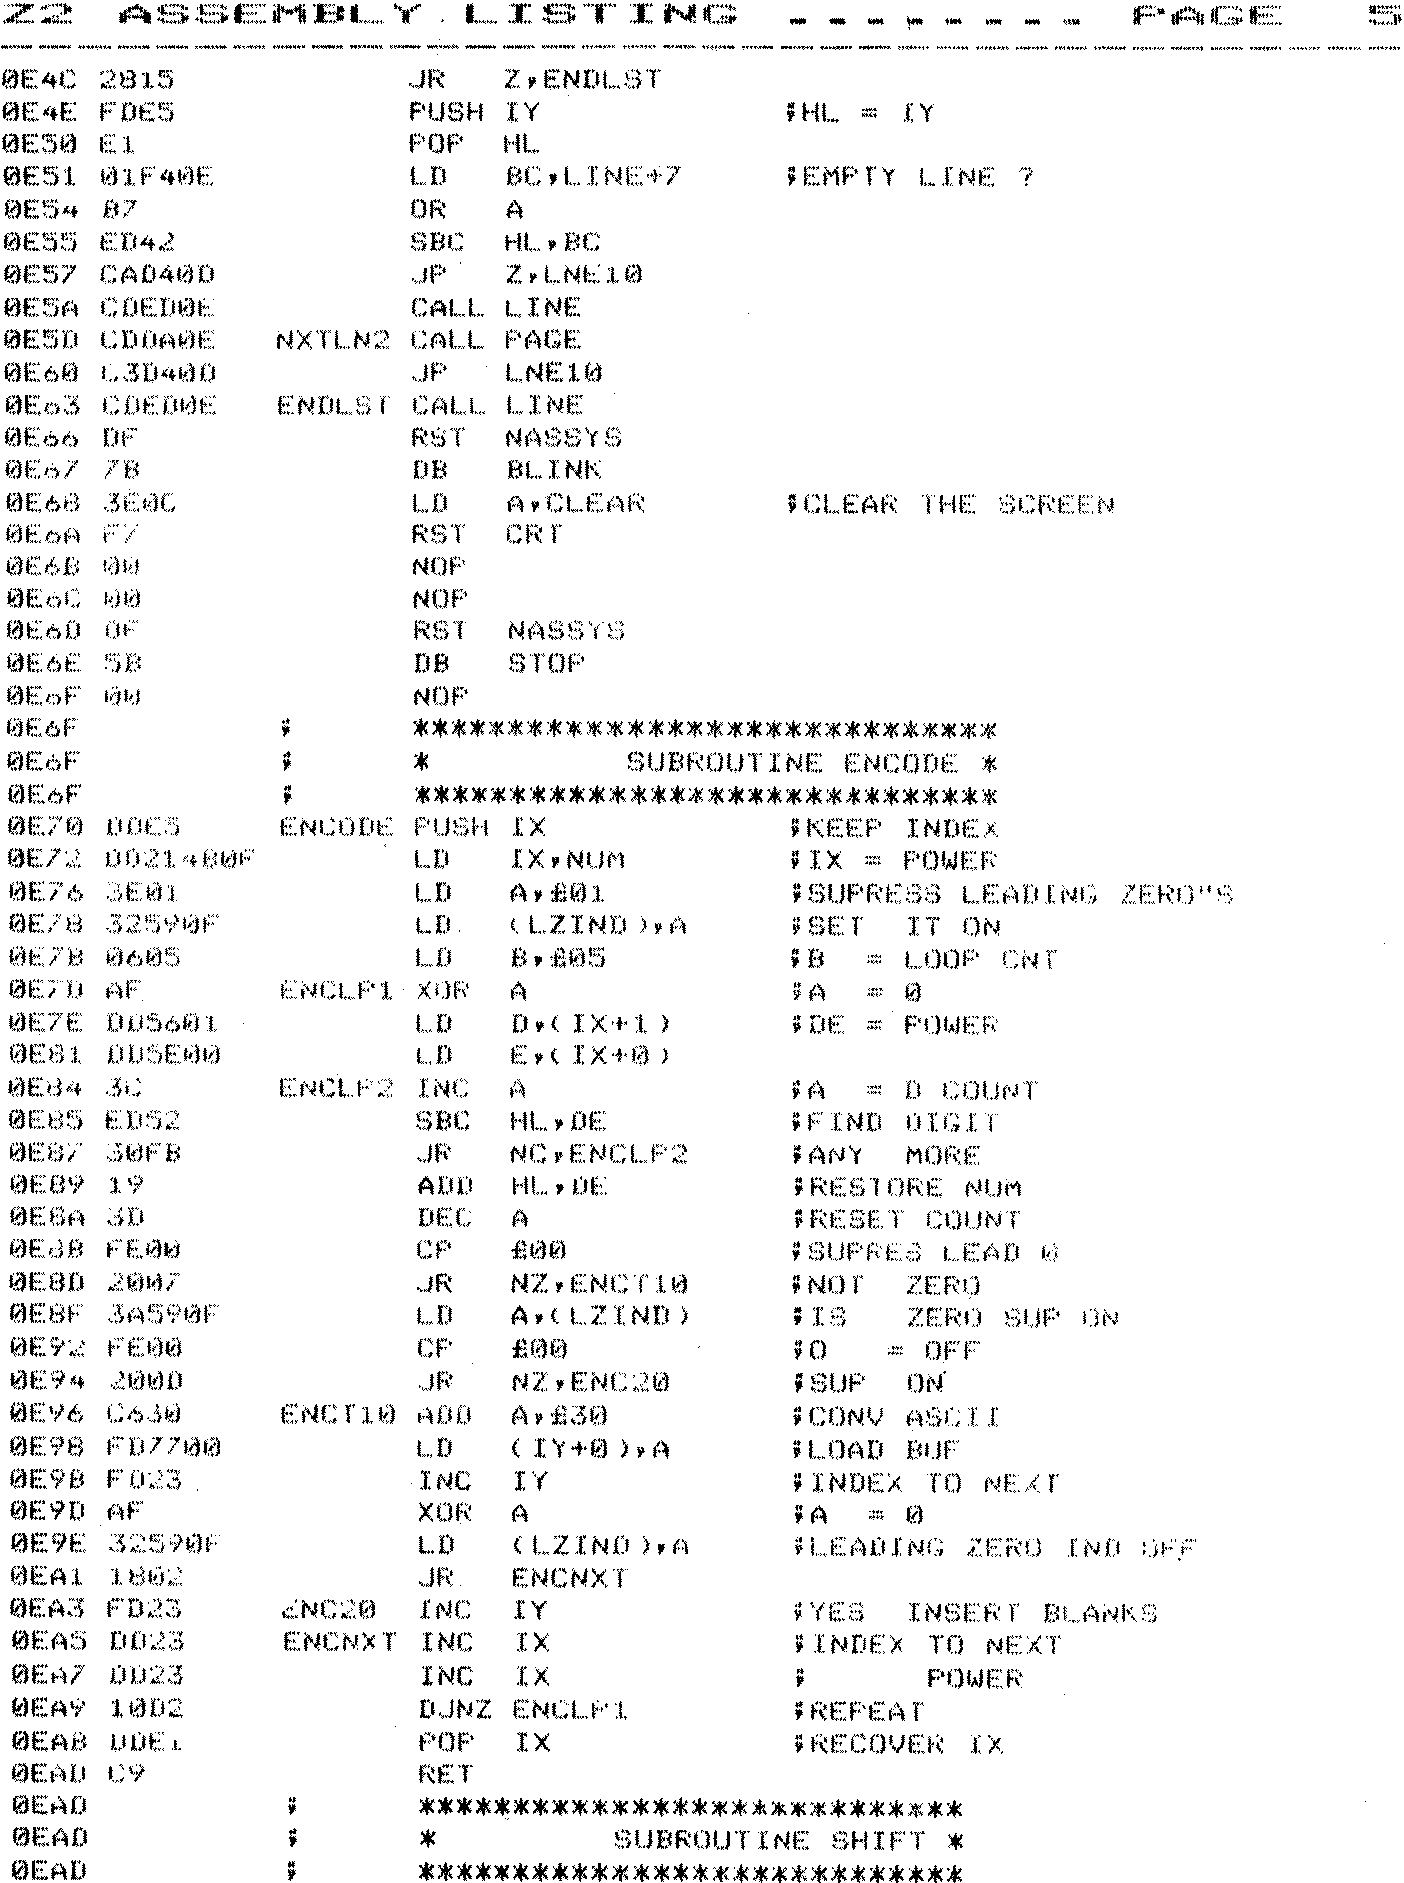 Z2 ASSEMBLY LISTING - - - - - - - - - PAGE 5
0E4C 2815 JR Z,ENDLST
0E4E FDE5 PUSH IY ;HL = IY
0E50 E1 POP HL
0E51 01F40E LD BC,LINE+7 ;EMPTY LINE ?
0E54 B7 OR A
0E55 ED42 SBC HL,BC
0E57 CAD40D JP Z,LNE10
0E5A CDED0E CALL LINE
0E5D CDDA0E NXTLN2 CALL PAGE
0E60 C3D40D JP LNE10
0E63 CDED0E ENDLST CALL LINE
0E66 DF RST NASSYS
0E67 7B DB BLINK
0E68 3E0C LD A,CLEAR ;CLEAR THE SCREEN
0E6A F7 RST CRT
0E6B 00 NOP
0E6C 00 NOP
0E6D DF RST NASSYS
0E6E 5B DB STOP
0E6F 00 NOP
0E6F ; *******************************
0E6F ; * SUBROUTINE ENCODE *
0E6F ; *******************************
0E70 DDE5 ENCODE PUSH IX ;KEEP INDEX
0E72 DD21480F LD IX,NUM ;IX = POWER
0E76 3E01 LD A,£01 ;SUPRESS LEADING ZERO"S
0E78 32590F LD (LZIND),A ;SET IT ON
0E7B 0605 LD B,£05 ;B = LOOP CNT
0E7D AF ENCLP1 XOR A ;A = 0
0E7E DD5601 LD D,(IX+1) ;DE = POWER
0E81 DD5E00 LD E,(IX+0)
0E84 3C ENCLP2 INC A ;A = D COUNT
0E85 ED52 SBC HL,DE ;FIND DIGIT
0E87 30FB JR NC,ENCLP2 ;ANY MORE
0E89 19 ADD HL,DE ;RESTORE NUM
0E8A 3D DEC A ;RESET COUNT
0E8B FE00 CP £00 ;SUPRES LEAD 0
0E8D 2007 JR NZ,ENCT10 ;NOT ZERO
0E8F 3A590F LD A,(LZIND) ;IS ZERO SUP ON
0E92 FE00 CP £00 ;O = OFF
0E94 200D JR NZ,ENC20 ;SUP ON
0E96 C630 ENCT10 ADD A,£30 ;CONV ASCII
0E98 FD7700 LD (IY+0),A ;LOAD BUF
0E9B FD23 INC IY ;INDEX TO NEXT
0E9D AF XOR A ;A = 0
0E9E 32590F LD (LZIND),A ;LEADING ZERO IND OFF
0EA1 1802 JR ENCNXT
0EA3 FD23 ENC20 INC IY ;YES INSERT BLANKS
0EA5 DD23 ENCNXT INC IX ;INDEX TO NEXT
0EA7 DD23 INC IX ; POWER
0EA9 10D2 DJNZ ENCLP1 ;REPEAT
0EAB DDE1 POP IX ;RECOVER IX
0EAD C9 RET
0EAD ; *****************************
0EAD ; * SUBROUTINE SHIFT *
0EAD ; *****************************